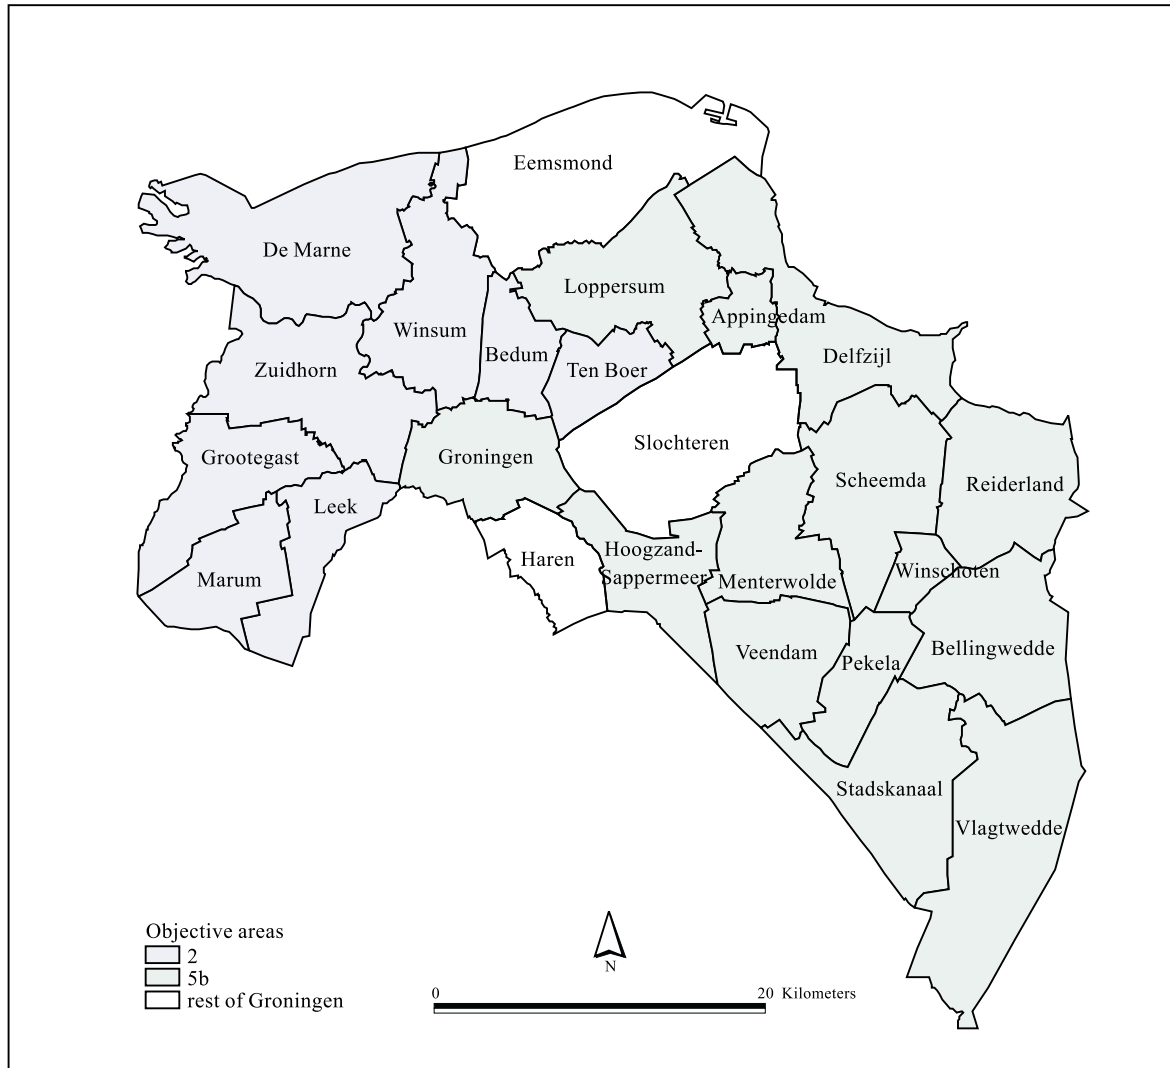 Eemsmond
De Marne
Loppersum
Appingedam
Winsum
Bedum
Delfzijl
Zuidhorn
Ten Boer
Slochteren
Grootegast
Groningen
Scheemda
Reiderland
Leek
Haren
Hoogzand-
Sappermeer
Winschoten
Marum
Menterwolde
Veendam
Pekela
Bellingwedde
Stadskanaal
Vlagtwedde
Objective areas
2
5b
rest of Groningen
N
0 20 Kilometers